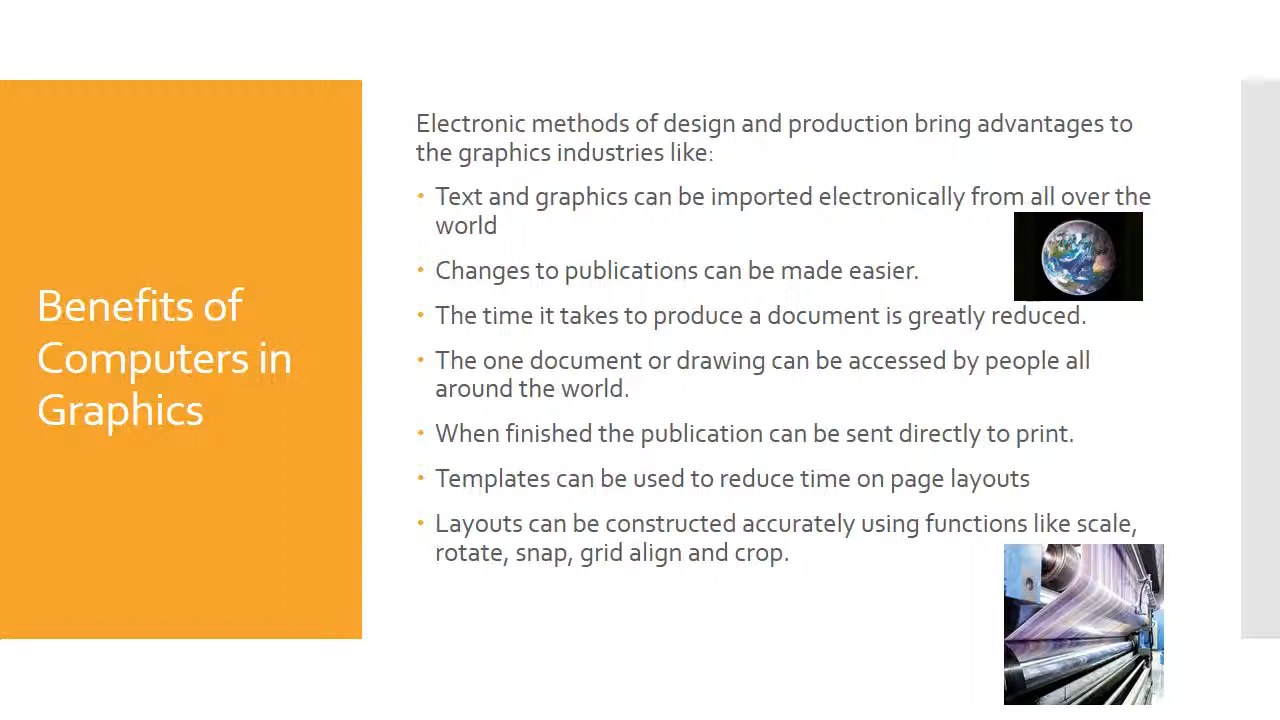 Benefits of
Computers in
Graphics
Electronic methods of design and production bring advantages to
the graphics industries like:
• Text and graphics can be imported electronically from all over the
world
• Changes to publications can be made easier.
• The time it takes to produce a document is greatly reduced.
• The one document or drawing can be accessed by people all
around the world.
• When finished the publication can be sent directly to print.
• Templates can be used to reduce time on page layouts
• Layouts can be constructed accurately using functions like scale,
rotate, snap, grid align and crop.